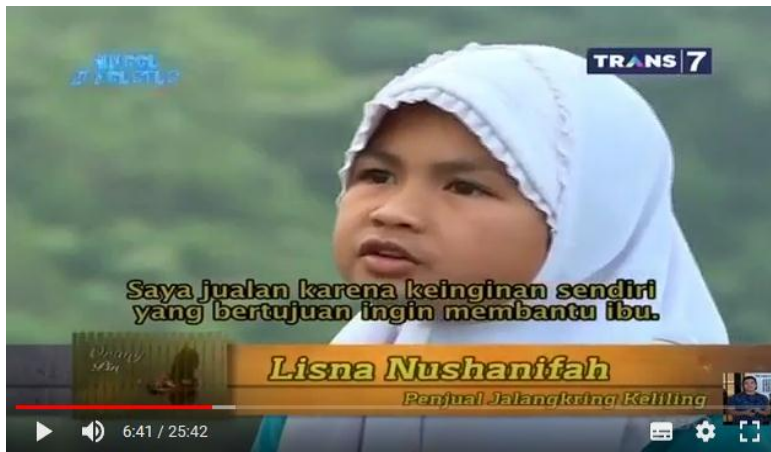 TRANS|7
Saya jualan karena keinginan sendiri
yang bertujuan ingin membantu ibu.
Orang
Lisna Nushanifah
Penjual Jalangkring Keliling
6:41 / 25:42